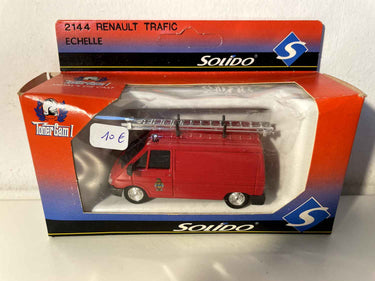 2144 RENAULT TRAFIC
ECHELLE
SOLIDO
Toner Gam I
10€
SOLIDO